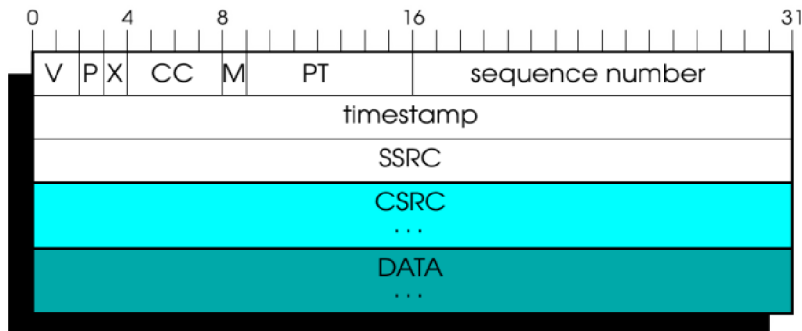 0 4 8 16 31
V P X CC M PT sequence number
timestamp
SSRC
CSRC
...
DATA
...